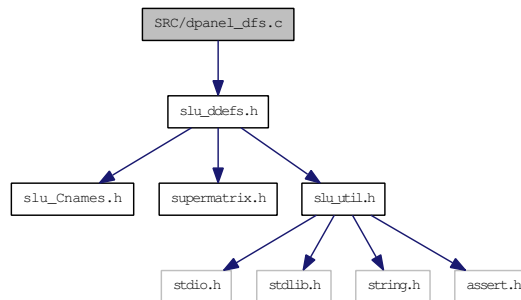 SRC/dpanel_dfs.c
slu_ddefs.h
slu_Cnames.h
supermatrix.h
slu_util.h
stdio.h
stdlib.h
string.h
assert.h